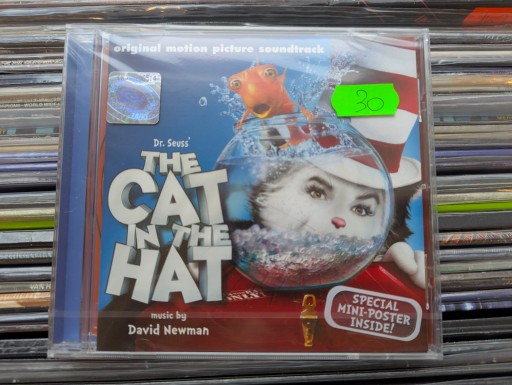 original motion picture soundtrack
30
Dr. Seuss'
THE
CAT
IN THE
HAT
music by
David Newman
SPECIAL
MINI-POSTER
INSIDE!